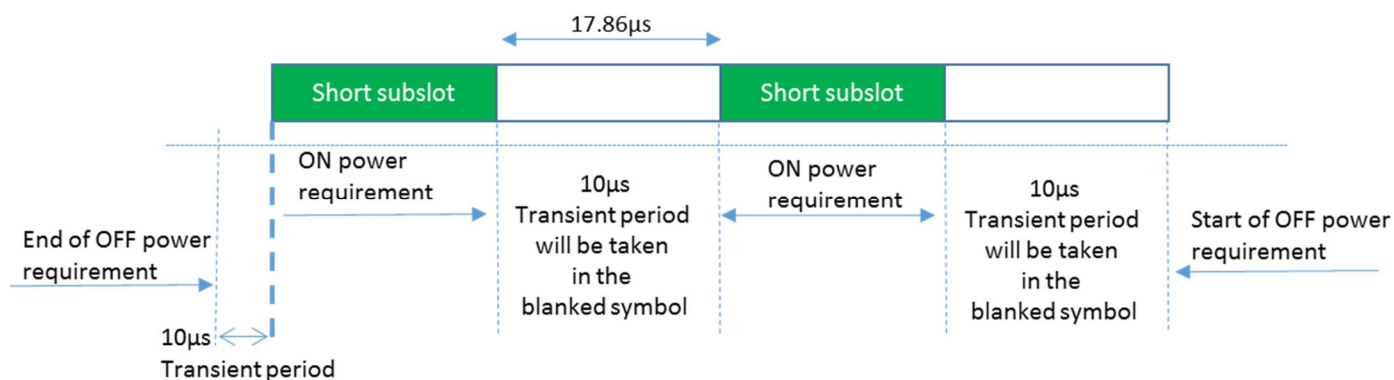 17.86µs
Short subslot
Short subslot
ON power
requirement
10µs
Transient period
will be taken
in the
blanked symbol
ON power
requirement
10µs
Transient period
will be taken
in the
blanked symbol
End of OFF power
requirement
Start of OFF power
requirement
10µs
Transient period